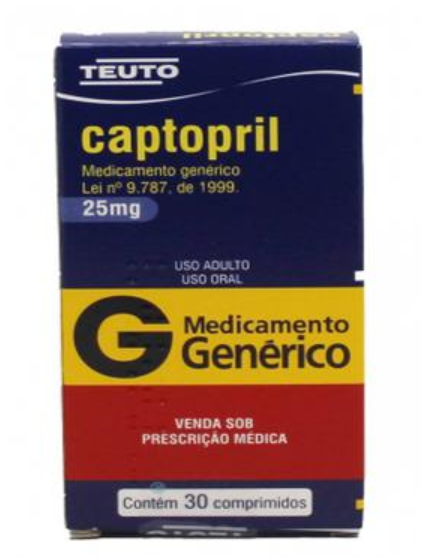 captopril
TEUTO
captopril
Medicamento genérico
Lei nº 9.787, de 1999.
25mg
USO ADULTO
USO ORAL
G Medicamento
Genérico
VENDA SOB
PRESCRIÇÃO MÉDICA
Contém 30 comprimidos